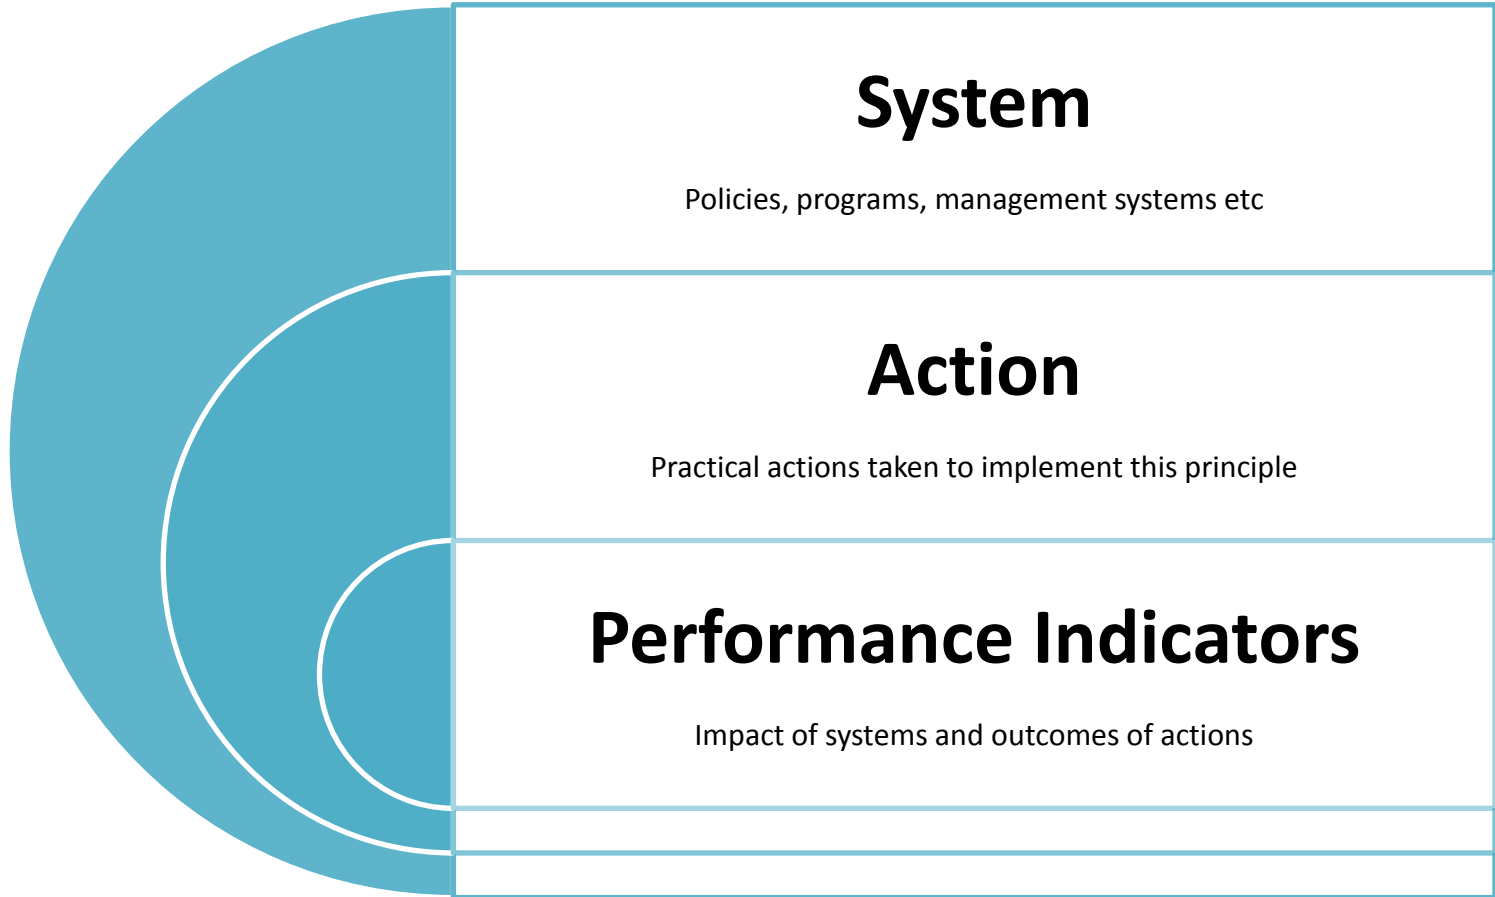 System
Policies, programs, management systems etc
Action
Practical actions taken to implement this principle
Performance Indicators
Impact of systems and outcomes of actions